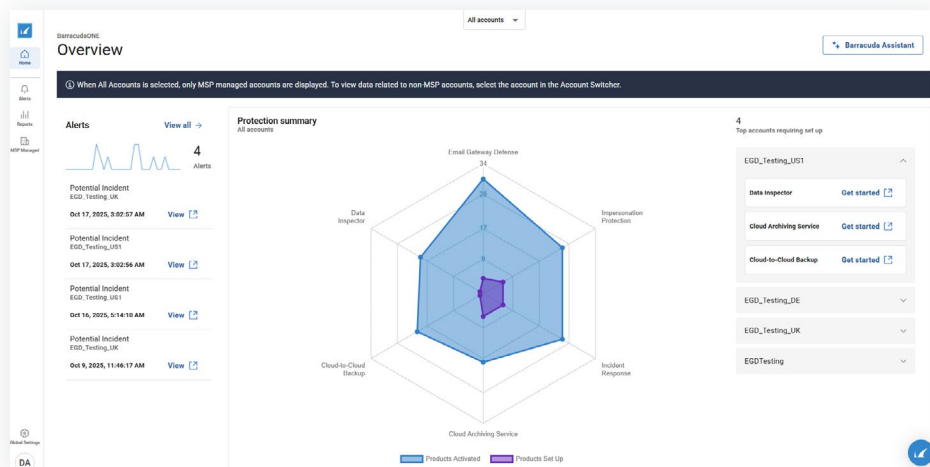 All accounts
BarracudaONE
Overview
Barracuda Assistant
When All Accounts is selected, only MSP managed accounts are displayed. To view data related to non-MSP accounts, select the account in the Account Switcher.
Home
Alerts
Reports
MSP Managed
Global Settings
DA
Alerts
View all →
4
Alerts
Potential Incident
EGD_Testing_UK
Oct 17, 2025, 3:02:57 AM View
Potential Incident
EGD_Testing_US1
Oct 17, 2025, 3:02:56 AM View
Potential Incident
EGD_Testing_US1
Oct 16, 2025, 5:14:10 AM View
Potential Incident
EGD_Testing_UK
Oct 9, 2025, 11:46:17 AM View
Protection summary
All accounts
Email Gateway Defense
34
26
17
9
Impersonation
Protection
Incident
Response
Cloud Archiving Service
Cloud-to-Cloud
Backup
Data
Inspector
Products Activated Products Set Up
4
Top accounts requiring set up
EGD_Testing_US1
Data Inspector Get started
Cloud Archiving Service Get started
Cloud-to-Cloud Backup Get started
EGD_Testing_DE
EGD_Testing_UK
EGDTesting